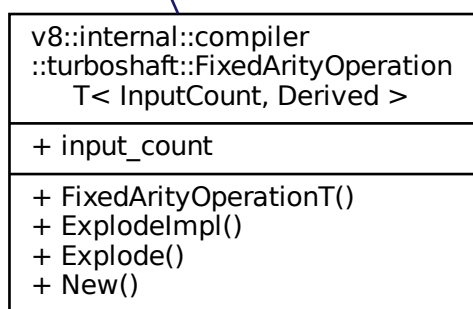 v8::internal::compiler
::turboshaft::FixedArityOperation
T< InputCount, Derived >
+ input_count
+ FixedArityOperationT()
+ ExplodeImpl()
+ Explode()
+ New()